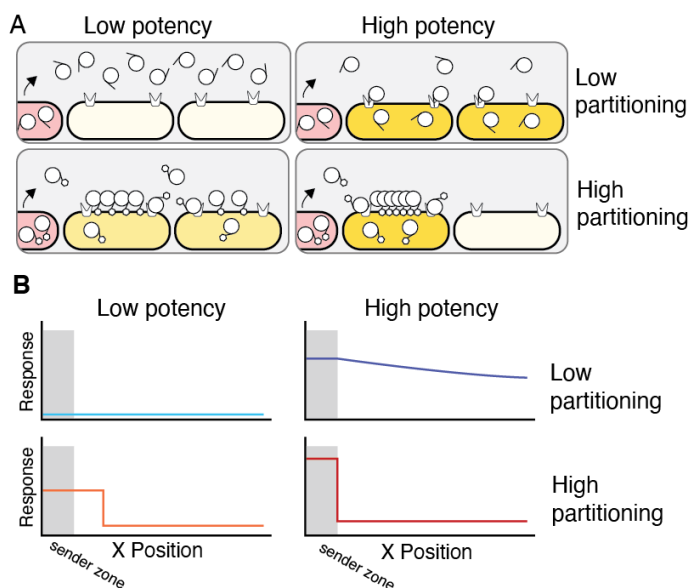 A
Low potency
High potency
Low
partitioning
High
partitioning
B
Low potency
High potency
Response
Low
partitioning
Response
High
partitioning
X Position
X Position
sender zone
sender zone